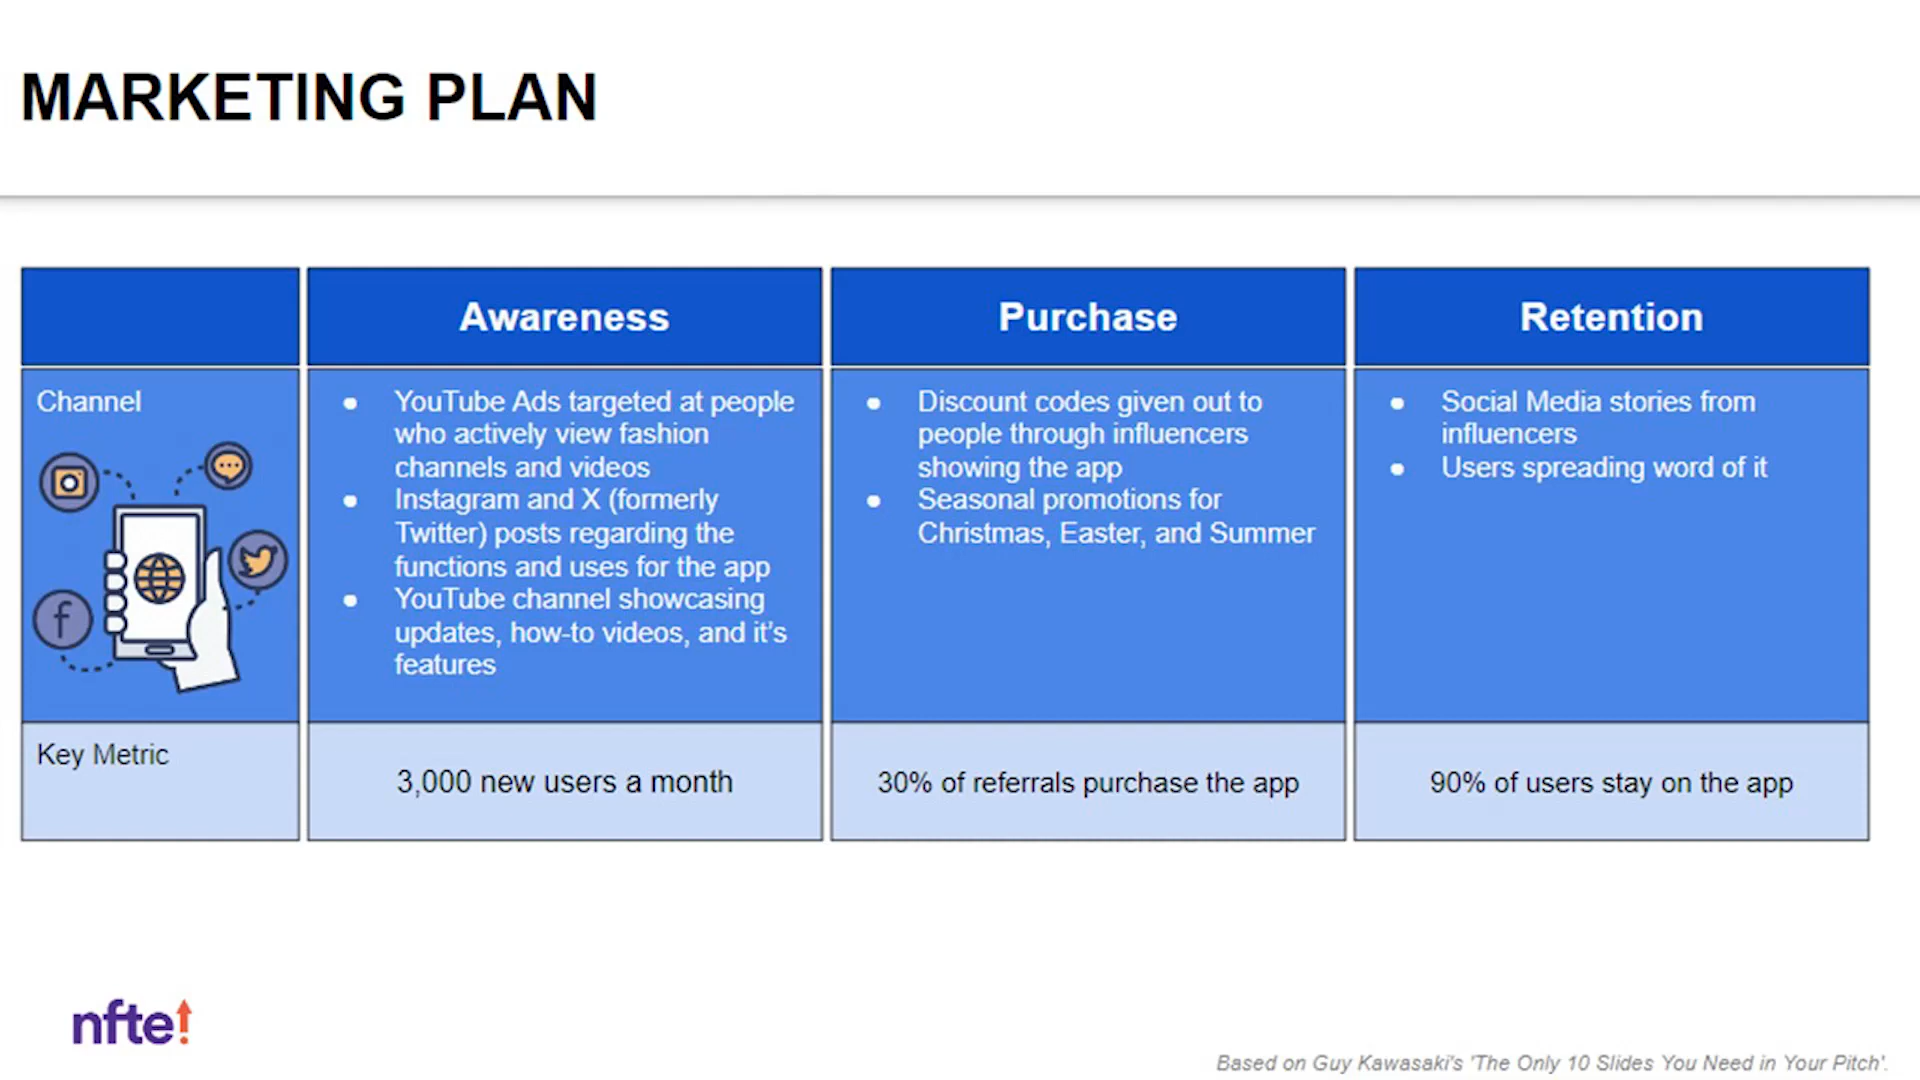 MARKETING PLAN
Awareness
Purchase
Retention
Channel
● YouTube Ads targeted at people
who actively view fashion
channels and videos
● Instagram and X (formerly
Twitter) posts regarding the
functions and uses for the app
● YouTube channel showcasing
updates, how-to videos, and it's
features
● Discount codes given out to
people through influencers
showing the app
● Seasonal promotions for
Christmas, Easter, and Summer
● Social Media stories from
influencers
● Users spreading word of it
f
Key Metric
3,000 new users a month
30% of referrals purchase the app
90% of users stay on the app
nfte!
Based on Guy Kawasaki's 'The Only 10 Slides You Need in Your Pitch'.